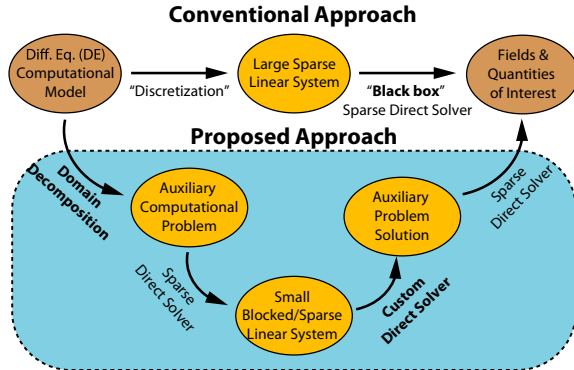 Conventional Approach
Diff. Eq. (DE)
Computational
Model
"Discretization"
Large Sparse
Linear System
"Black box"
Sparse Direct Solver
Fields &
Quantities
of Interest
Proposed Approach
Domain
Decomposition
Auxiliary
Computational
Problem
Sparse
Direct Solver
Small
Blocked/Sparse
Linear System
Custom
Direct Solver
Auxiliary
Problem
Solution
Sparse
Direct Solver